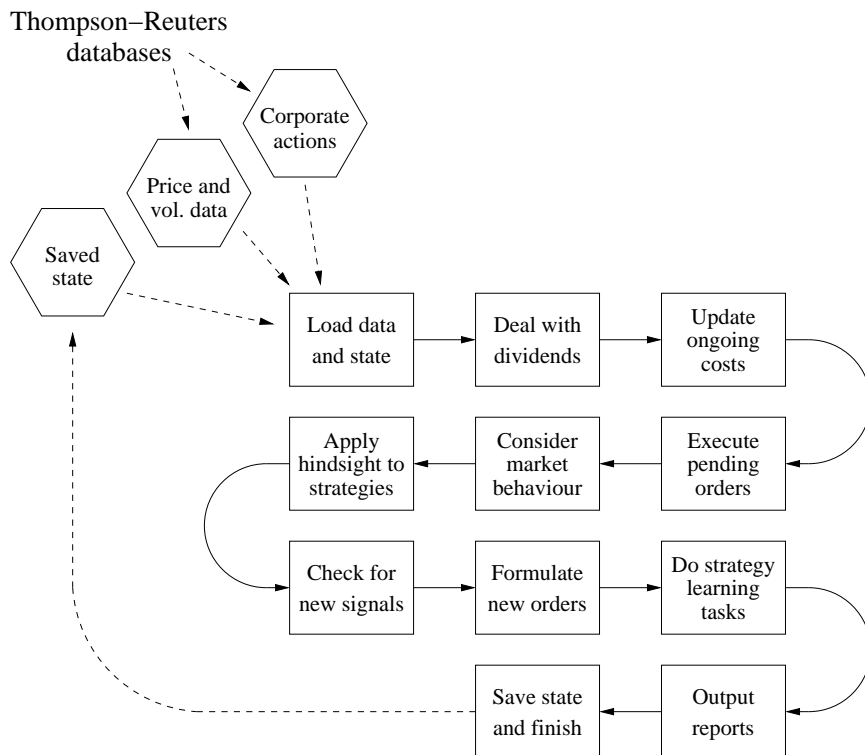 Thompson–Reuters
databases
Corporate
actions
Price and
vol. data
Saved
state
Load data
and state
Deal with
dividends
Update
ongoing
costs
Execute
pending
orders
Consider
market
behaviour
Apply
hindsight to
strategies
Check for
new signals
Formulate
new orders
Do strategy
learning
tasks
Output
reports
Save state
and finish